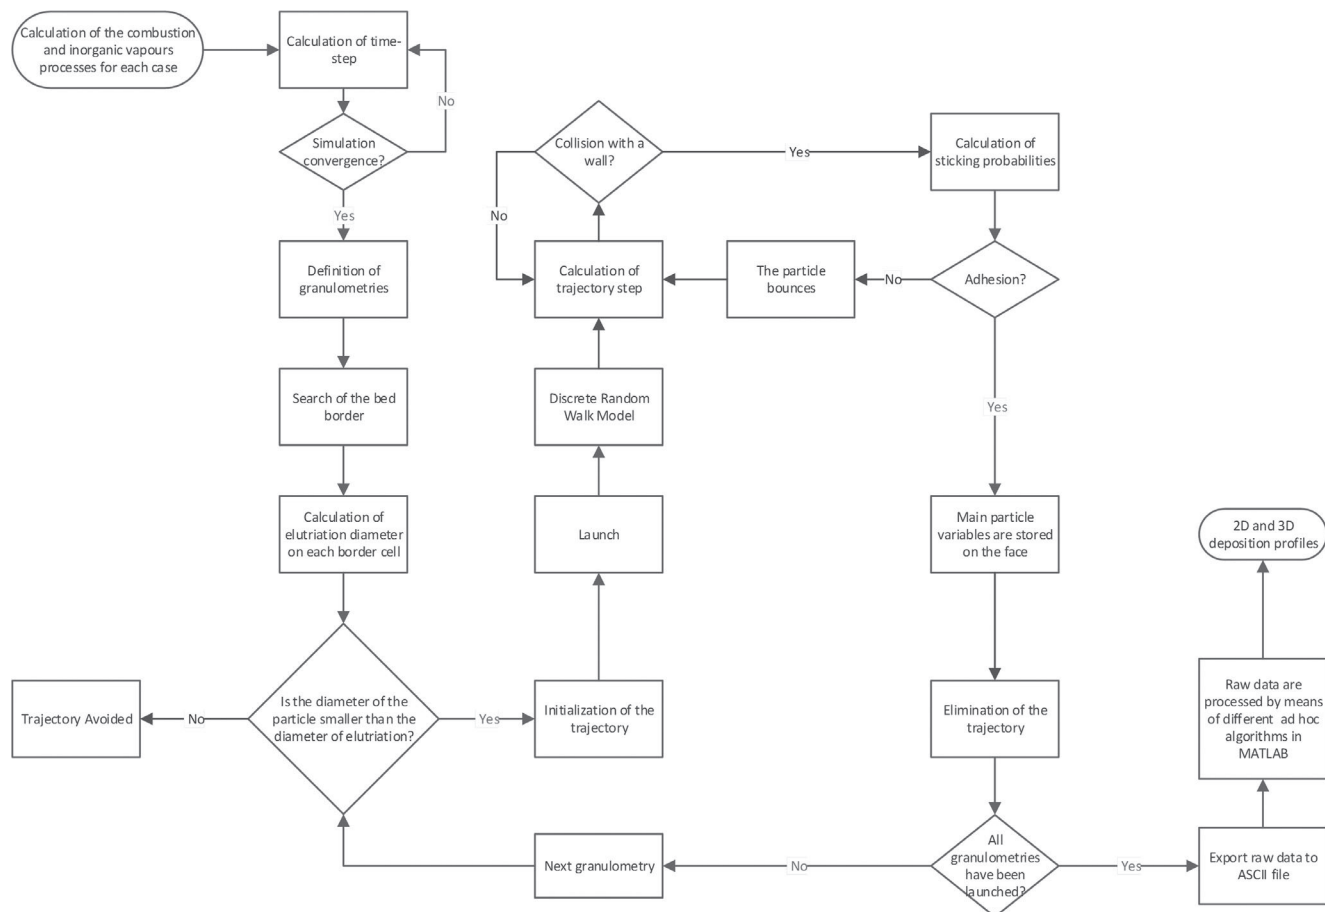 Calculation of the combustion
and inorganic vapours
processes for each case
Calculation of time-
step
No
Simulation
convergence?
Yes
Definition of
granulometries
Search of the bed
border
Calculation of
elutriation diameter
on each border cell
Is the diameter of the
particle smaller than the
diameter of elutriation?
No
Trajectory Avoided
Yes
Initialization of the
trajectory
Launch
Discrete Random
Walk Model
Calculation of
trajectory step
Collision with a
wall?
No
Yes
Calculation of
sticking probabilities
Adhesion?
No
The particle
bounces
Yes
Main particle
variables are stored
on the face
Elimination of the
trajectory
All
granulometries
have been
launched?
No
Next granulometry
Yes
Export raw data to
ASCII file
Raw data are
processed by means
of different ad hoc
algorithms in
MATLAB
2D and 3D
deposition profiles